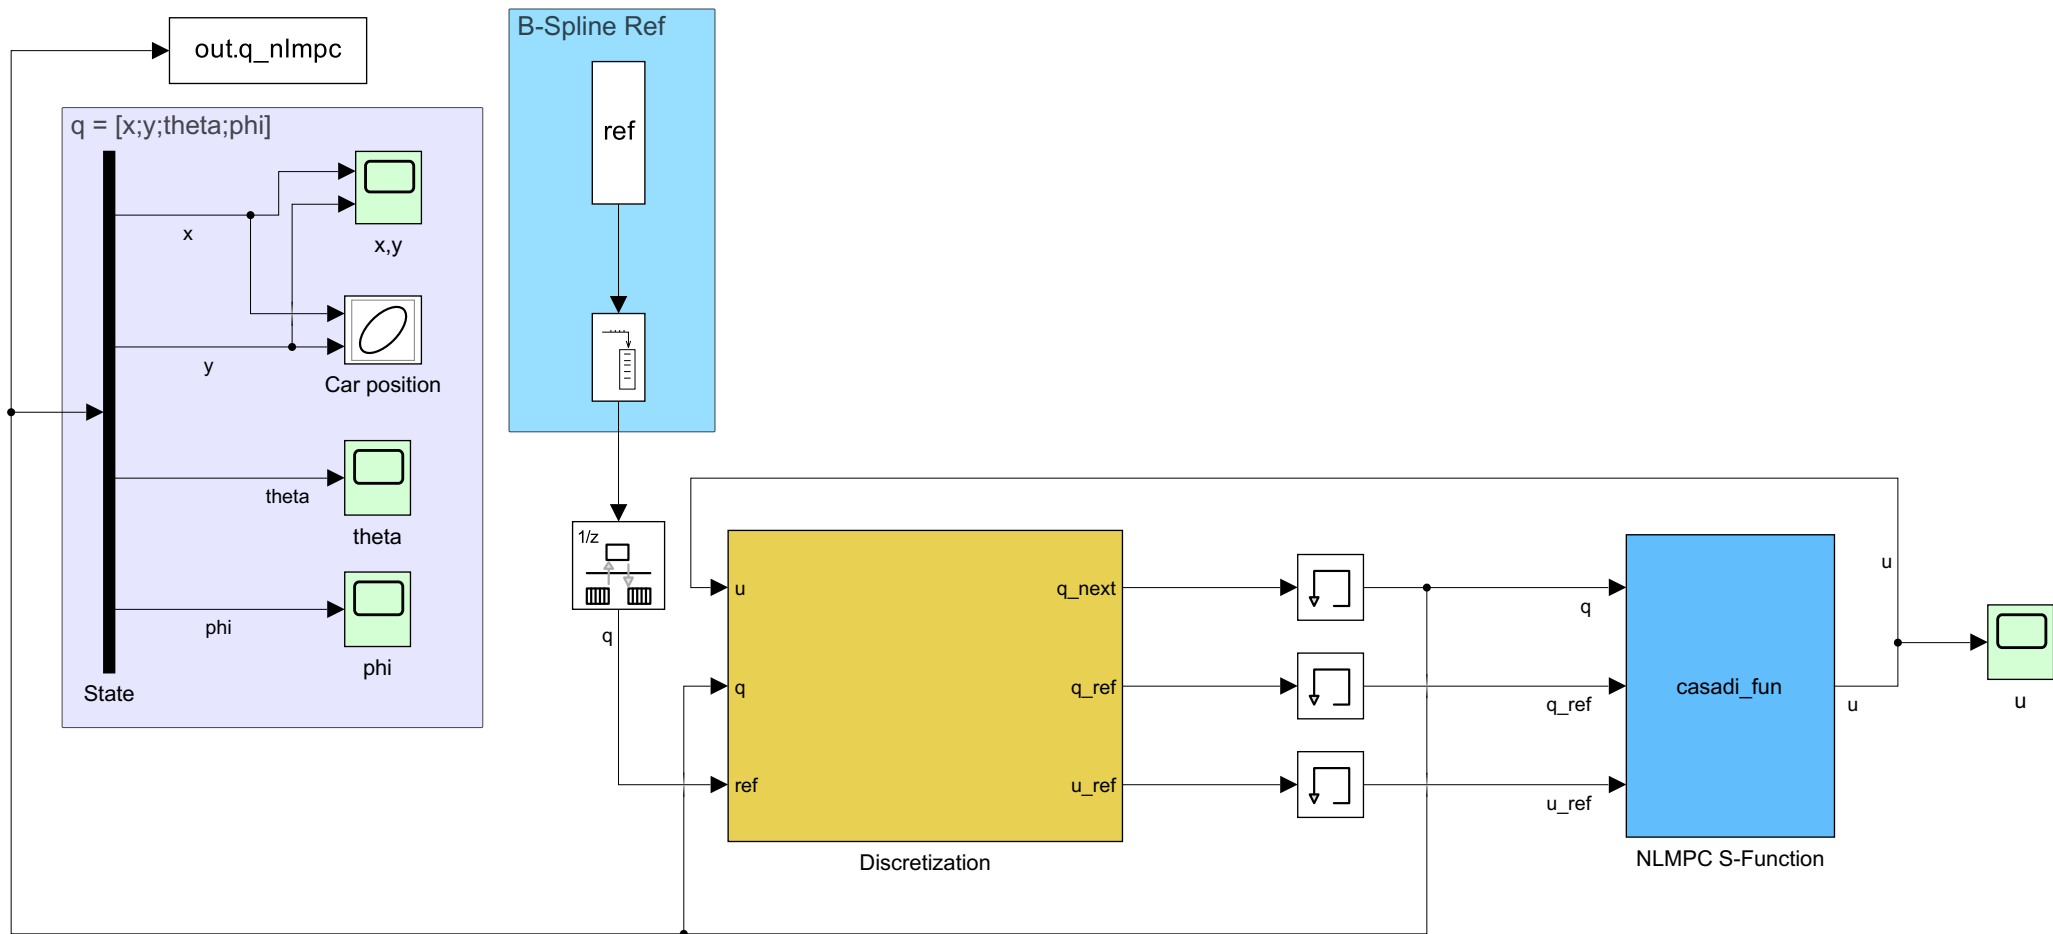 out.q_nlmpc
B-Spline Ref
ref
q = [x;y;theta;phi]
x
x,y
y
Car position
theta
theta
phi
phi
State
1/z
q
u
q
ref
q_next
q_ref
u_ref
Discretization
q
q_ref
u_ref
casadi_fun
NLMPC S-Function
u
u
u